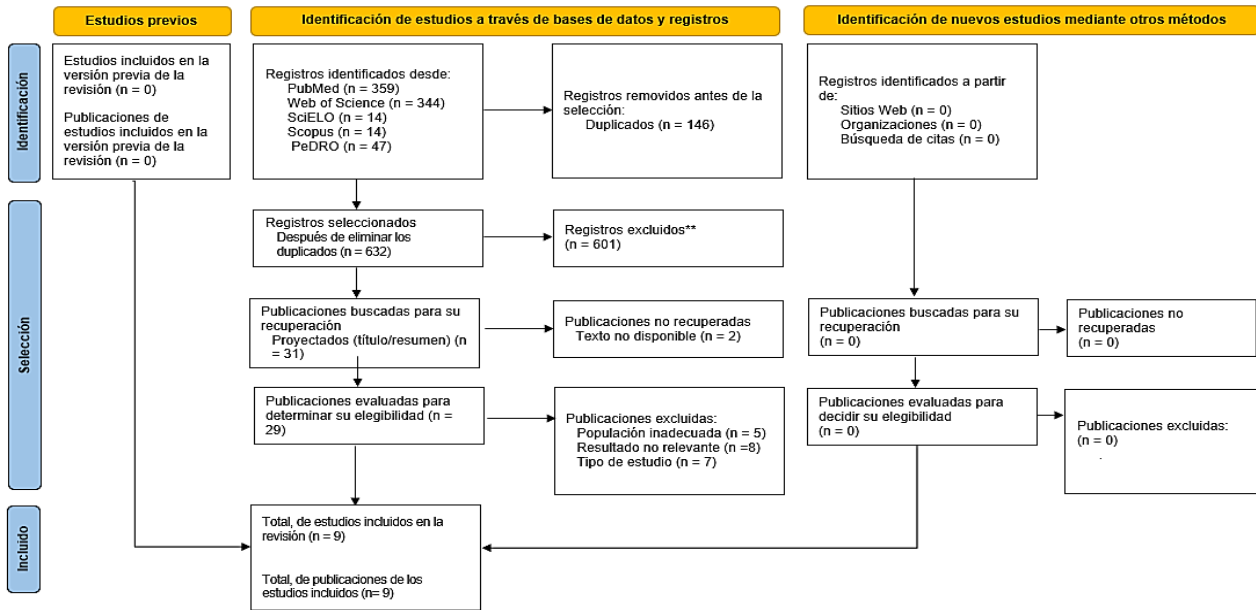 Estudios previos
Identificación de estudios a través de bases de datos y registros
Identificación de nuevos estudios mediante otros métodos
Identificación
Estudios incluidos en la
versión previa de la
revisión (n = 0)
Publicaciones de
estudios incluidos en la
versión previa de la
revisión (n = 0)
Registros identificados desde:
PubMed (n = 359)
Web of Science (n = 344)
SciELO (n = 14)
Scopus (n = 14)
PeDRO (n = 47)
Registros removidos antes de la
selección:
Duplicados (n = 146)
Registros identificados a partir
de:
Sitios Web (n = 0)
Organizaciones (n = 0)
Búsqueda de citas (n = 0)
Selección
Registros seleccionados
Después de eliminar los
duplicados (n = 632)
Registros excluidos**
(n = 601)
Publicaciones buscadas para su
recuperación
Proyectados (título/resumen) (n
= 31)
Publicaciones no recuperadas
Texto no disponible (n = 2)
Publicaciones buscadas para su
recuperación
(n = 0)
Publicaciones no
recuperadas
(n = 0)
Publicaciones evaluadas para
determinar su elegibilidad (n =
29)
Publicaciones excluidas:
Populación inadecuada (n = 5)
Resultado no relevante (n =8)
Tipo de estudio (n = 7)
Publicaciones evaluadas para
decidir su elegibilidad
(n = 0)
Publicaciones excluidas:
(n = 0)
.
Incluido
Total, de estudios incluidos en la
revisión (n = 9)
Total, de publicaciones de los
estudios incluidos (n= 9)